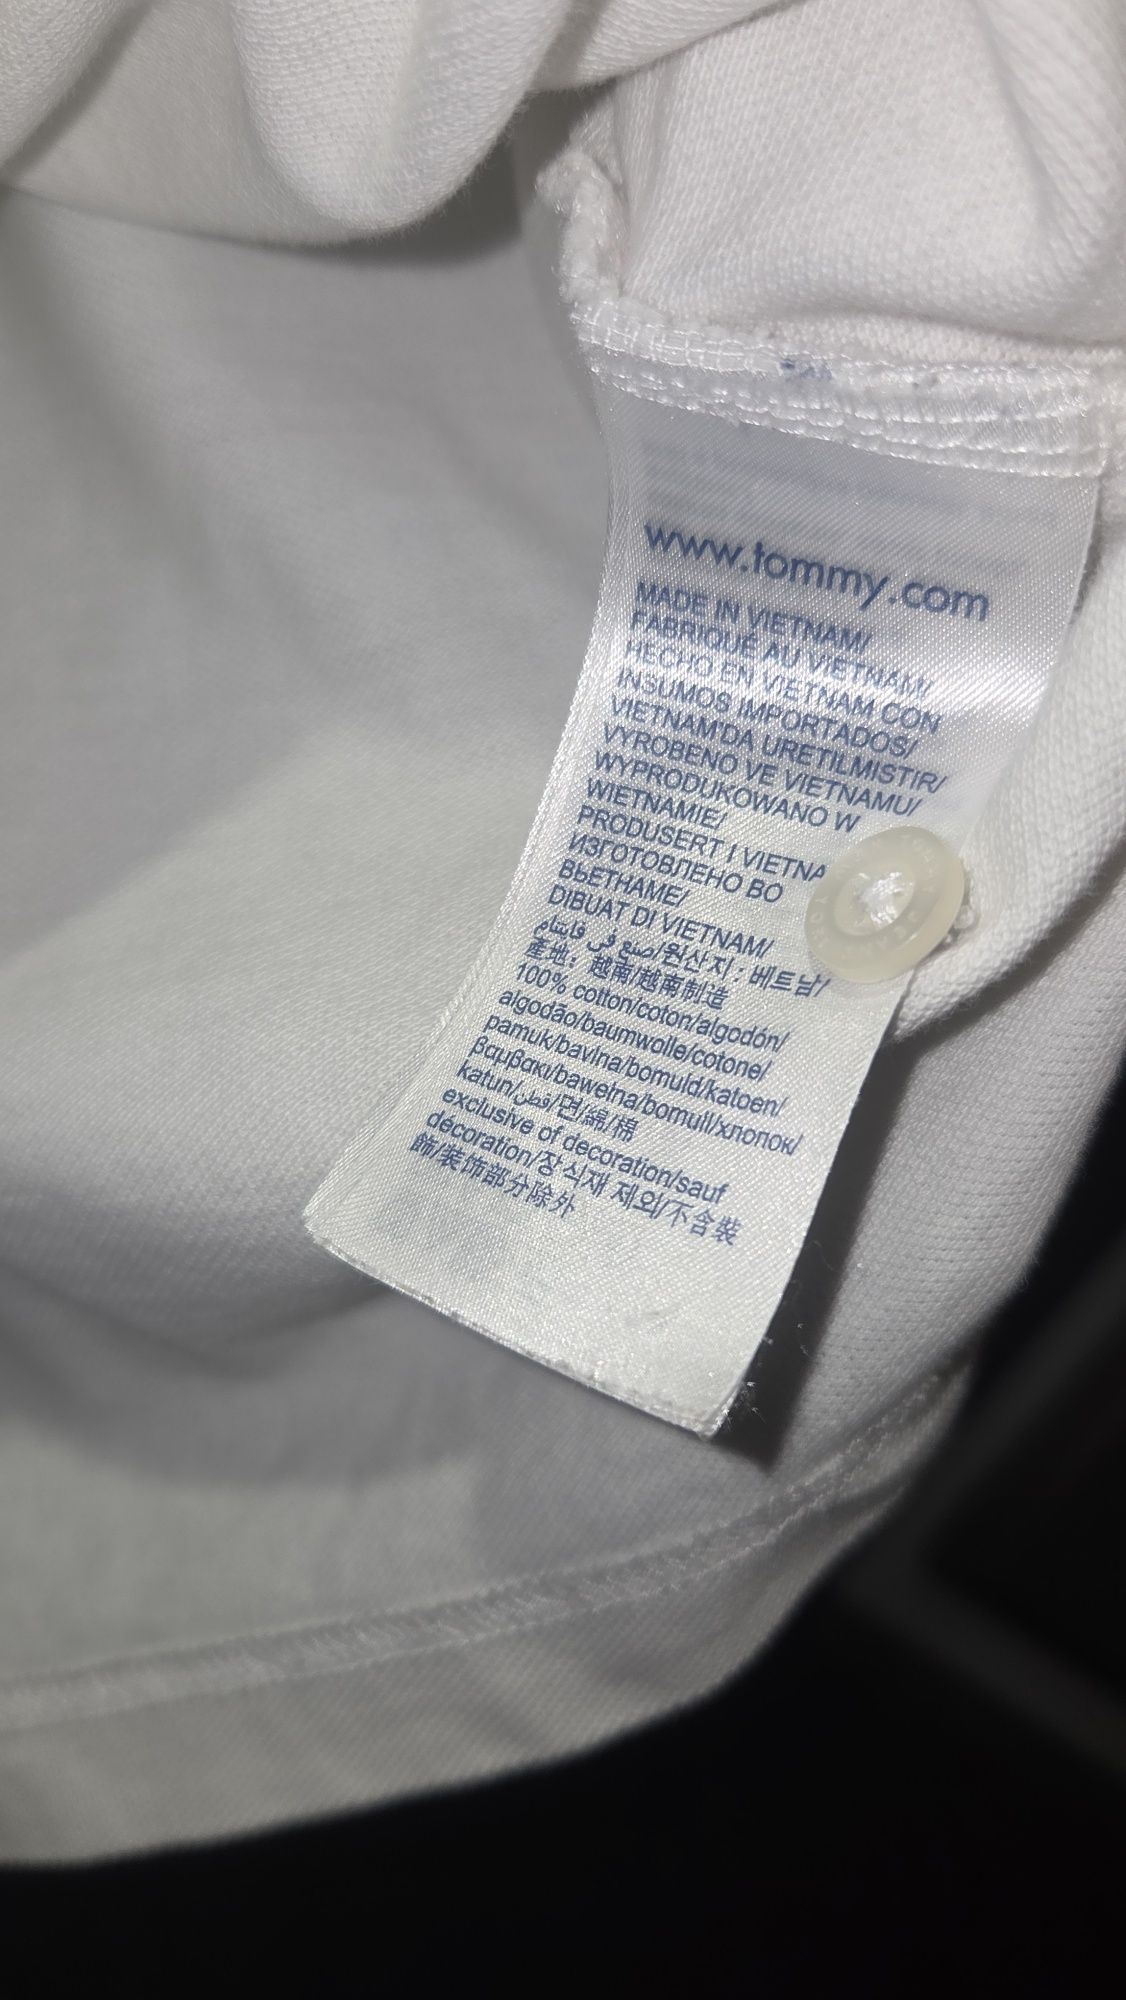 www.tommy.com
MADE IN VIETNAM/
FABRIQUÉ AU VIETNAM/
HECHO EN VIETNAM CON
INSUMOS IMPORTADOS/
VIETNAM'DA URETILMISTIR/
VYROBENO VE VIETNAMU/
WYPRODUKOWANO W
WIETNAMIE/
PRODUSERT I VIETNA
ИЗГОТОВЛЕНО ВО
ВЬЕТНАМЕ/
DIBUAT DI VIETNAM/
صنع في فايتنام/원산지 : 베트남/
產地： 越南/越南制造
100% cotton/coton/algodón/
algodão/baumwolle/cotone/
pamuk/bavlna/bomuld/katoen/
βαμβακι/bawełna/bomull/хлопок/
katun/قطن/면/綿/棉
exclusive of decoration/sauf
décoration/장식재 제외/不含裝
飾/装饰部分除外